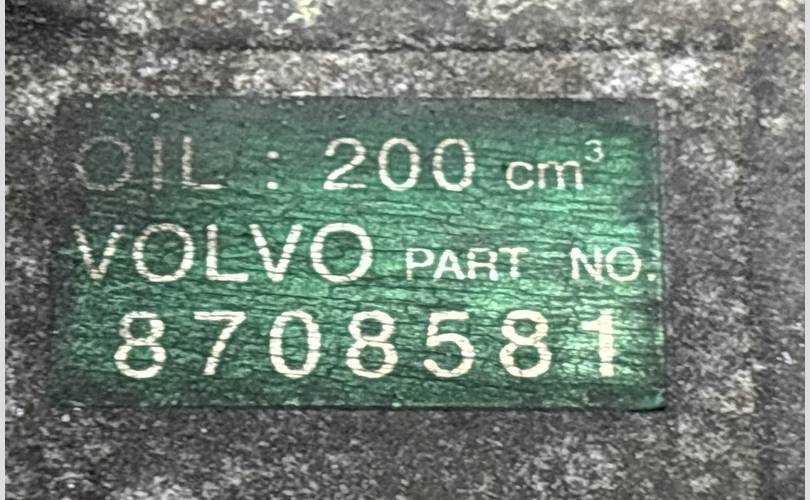 OIL : 200 cm³
VOLVO PART NO.
8708581